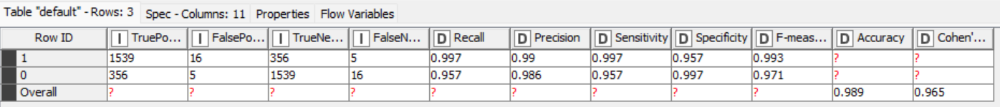 Table "default" - Rows: 3 Spec - Columns: 11 Properties Flow Variables
Row ID I TruePo... I FalsePo... I TrueNe... I FalseN... D Recall D Precision D Sensitivity D Specificity D F-meas... D Accuracy D Cohen'...
1 1539 16 356 5 0.997 0.99 0.997 0.957 0.993 ? ?
0 356 5 1539 16 0.957 0.986 0.957 0.997 0.971 ? ?
Overall ? ? ? ? ? ? ? ? ? 0.989 0.965